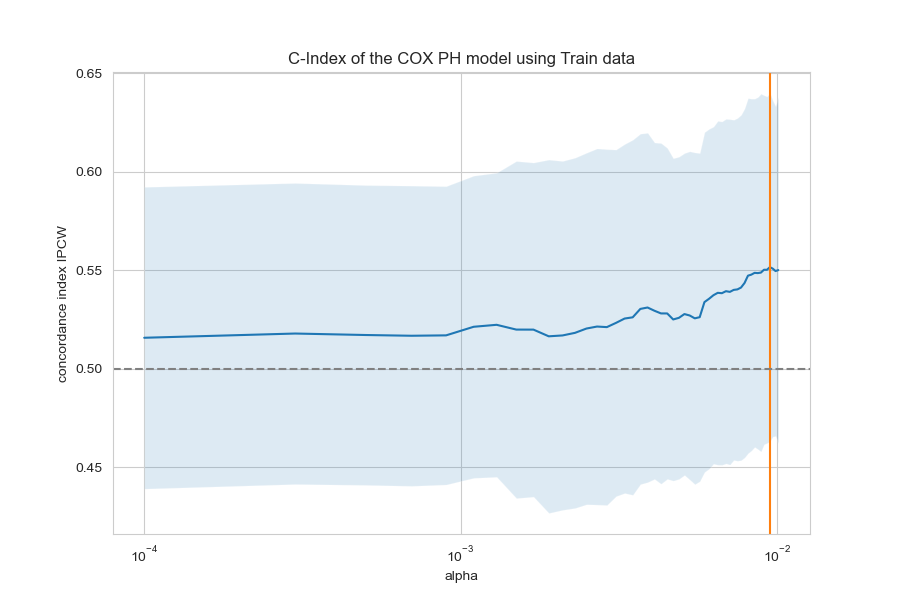 C-Index of the COX PH model using Train data
concordance index IPCW
0.65
0.60
0.55
0.50
0.45
10⁻⁴
10⁻³
10⁻²
alpha